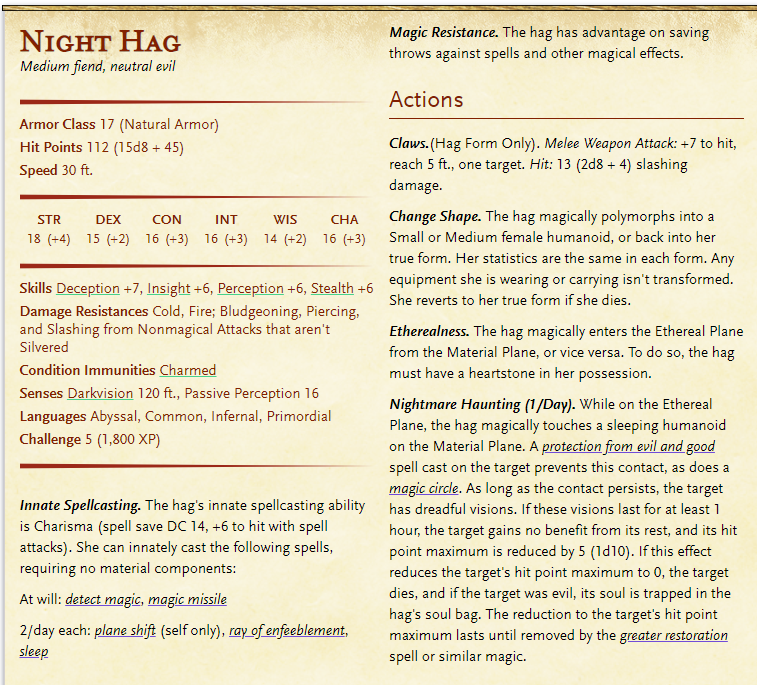 Night Hag
Medium fiend, neutral evil
Armor Class 17 (Natural Armor)
Hit Points 112 (15d8 + 45)
Speed 30 ft.
STR DEX CON INT WIS CHA
18 (+4) 15 (+2) 16 (+3) 16 (+3) 14 (+2) 16 (+3)
Skills Deception +7, Insight +6, Perception +6, Stealth +6
Damage Resistances Cold, Fire; Bludgeoning, Piercing,
and Slashing from Nonmagical Attacks that aren't
Silvered
Condition Immunities Charmed
Senses Darkvision 120 ft., Passive Perception 16
Languages Abyssal, Common, Infernal, Primordial
Challenge 5 (1,800 XP)
Innate Spellcasting. The hag's innate spellcasting ability
is Charisma (spell save DC 14, +6 to hit with spell
attacks). She can innately cast the following spells,
requiring no material components:
At will: detect magic, magic missile
2/day each: plane shift (self only), ray of enfeeblement,
sleep
Magic Resistance. The hag has advantage on saving
throws against spells and other magical effects.
Actions
Claws.(Hag Form Only). Melee Weapon Attack: +7 to hit,
reach 5 ft., one target. Hit: 13 (2d8 + 4) slashing
damage.
Change Shape. The hag magically polymorphs into a
Small or Medium female humanoid, or back into her
true form. Her statistics are the same in each form. Any
equipment she is wearing or carrying isn't transformed.
She reverts to her true form if she dies.
Etherealness. The hag magically enters the Ethereal Plane
from the Material Plane, or vice versa. To do so, the hag
must have a heartstone in her possession.
Nightmare Haunting (1/Day). While on the Ethereal
Plane, the hag magically touches a sleeping humanoid
on the Material Plane. A protection from evil and good
spell cast on the target prevents this contact, as does a
magic circle. As long as the contact persists, the target
has dreadful visions. If these visions last for at least 1
hour, the target gains no benefit from its rest, and its hit
point maximum is reduced by 5 (1d10). If this effect
reduces the target's hit point maximum to 0, the target
dies, and if the target was evil, its soul is trapped in the
hag's soul bag. The reduction to the target's hit point
maximum lasts until removed by the greater restoration
spell or similar magic.